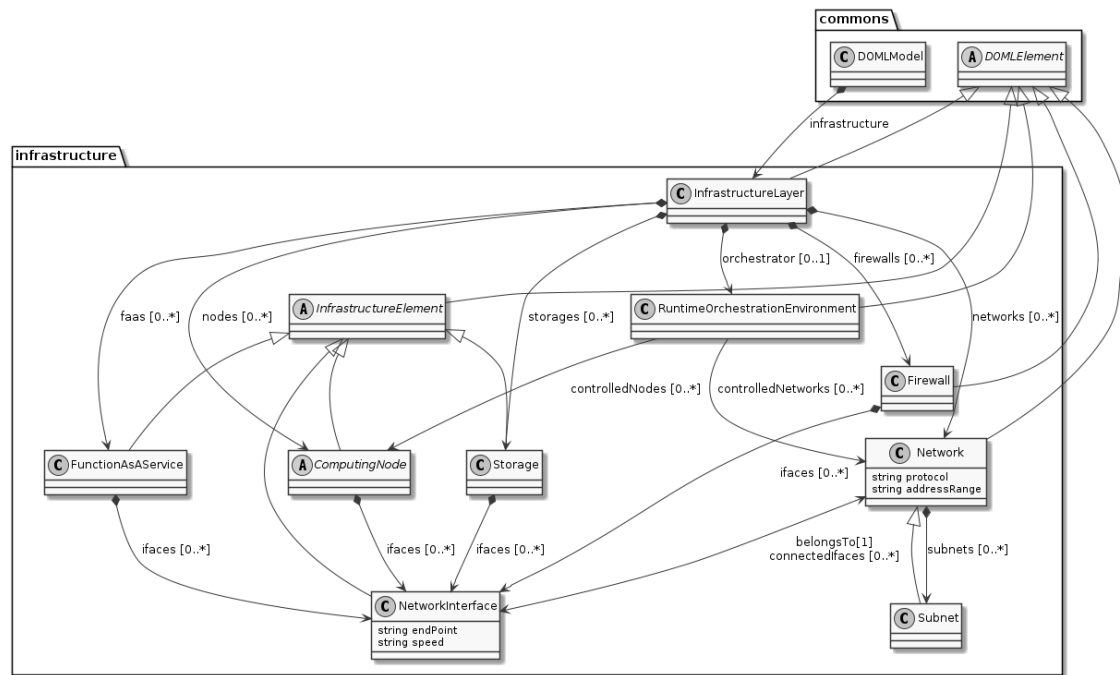 commons
C DOMLModel
A DOMLElement
infrastructure
infrastructure
C InfrastructureLayer
orchestrator [0..1]
firewalls [0..*]
A InfrastructureElement
C RuntimeOrchestrationEnvironment
faas [0..*]
nodes [0..*]
storages [0..*]
networks [0..*]
controlledNodes [0..*]
controlledNetworks [0..*]
C Firewall
C FunctionAsAService
A ComputingNode
C Storage
C Network
string protocol
string addressRange
ifaces [0..*]
ifaces [0..*]
ifaces [0..*]
ifaces [0..*]
belongsTo[1]
connectedIfaces [0..*]
subnets [0..*]
C NetworkInterface
string endPoint
string speed
C Subnet